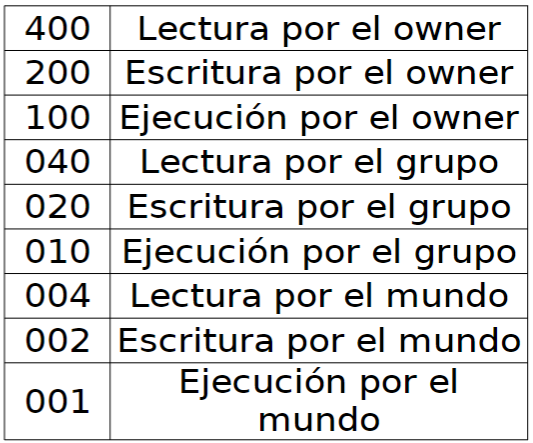 400 Lectura por el owner
200 Escritura por el owner
100 Ejecución por el owner
040 Lectura por el grupo
020 Escritura por el grupo
010 Ejecución por el grupo
004 Lectura por el mundo
002 Escritura por el mundo
001 Ejecución por el
mundo